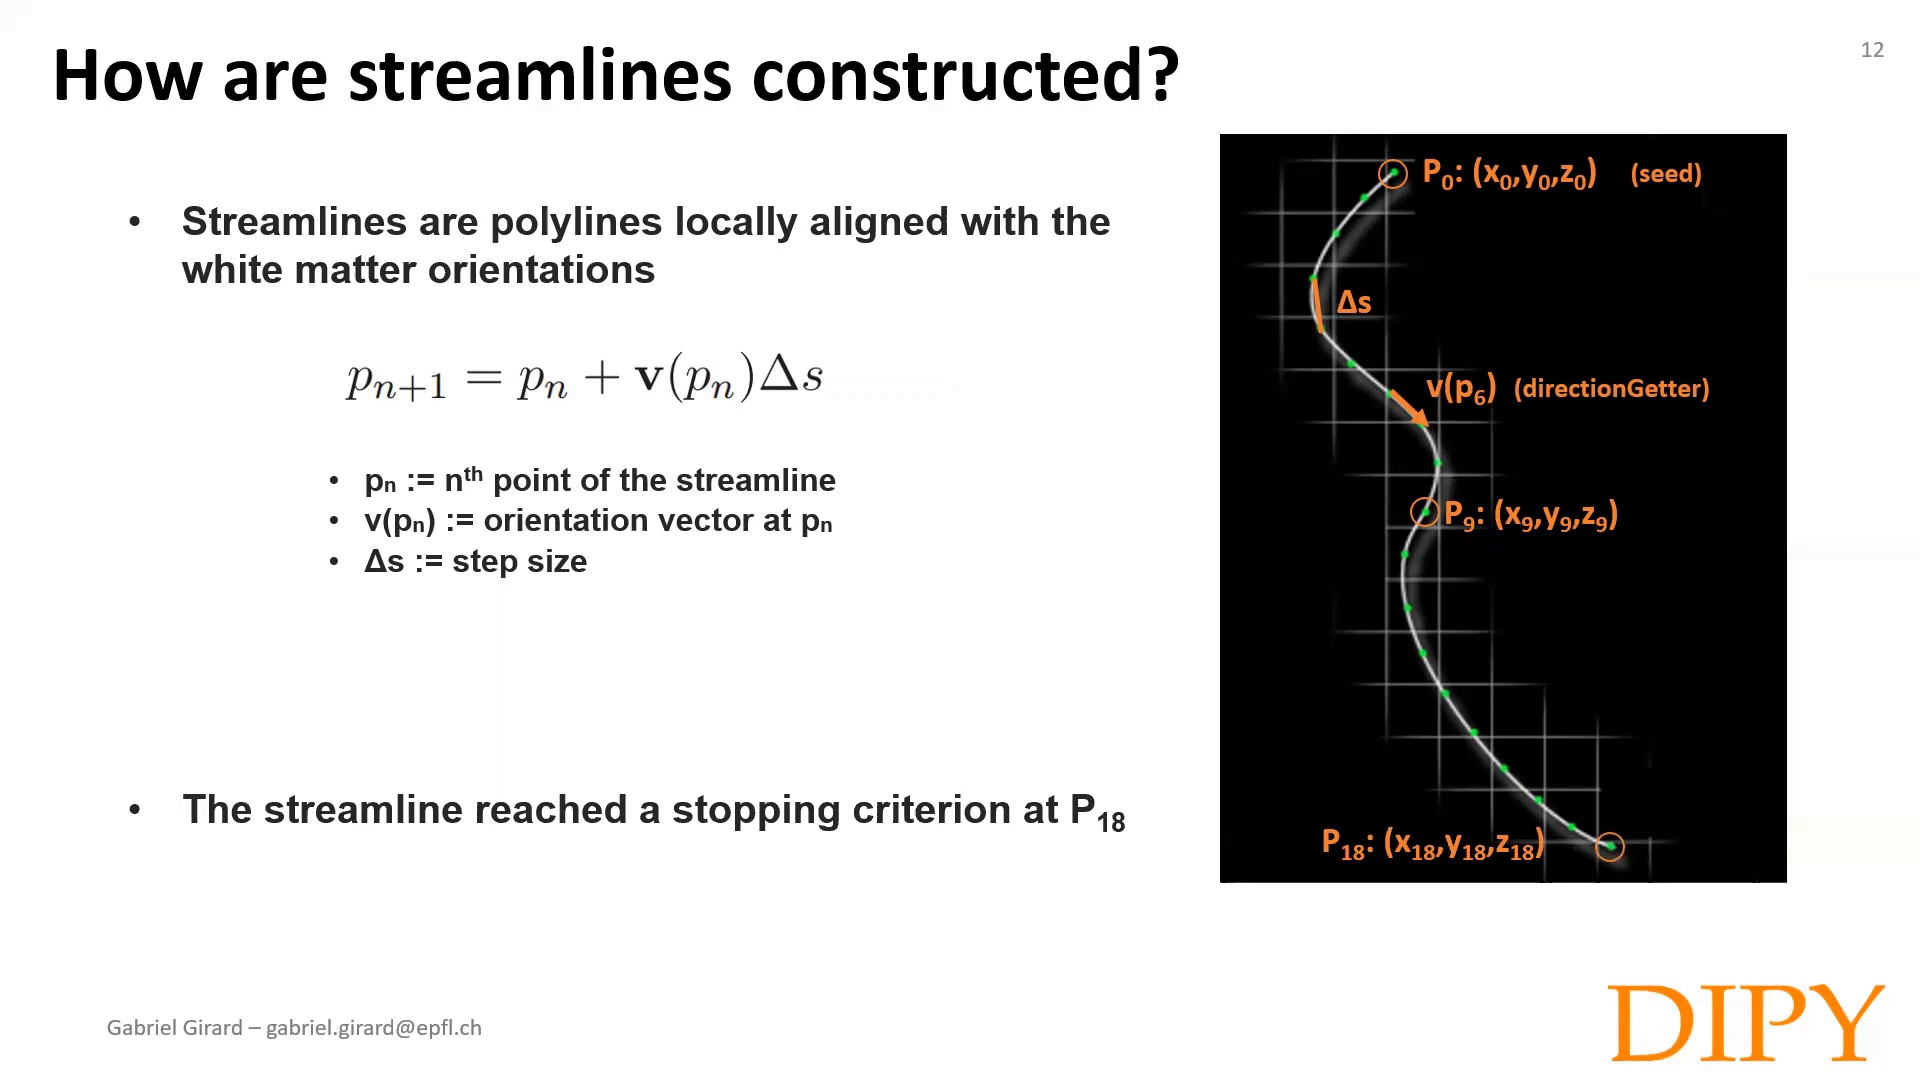 How are streamlines constructed?
12
• Streamlines are polylines locally aligned with the
white matter orientations
pₙ₊₁ = pₙ + v(pₙ)Δs
• pₙ := nᵗʰ point of the streamline
• v(pₙ) := orientation vector at pₙ
• Δs := step size
• The streamline reached a stopping criterion at P₁₈
P₀: (x₀,y₀,z₀) (seed)
Δs
v(p₆) (directionGetter)
P₉: (x₉,y₉,z₉)
P₁₈: (x₁₈,y₁₈,z₁₈)
Gabriel Girard – gabriel.girard@epfl.ch
DIPY